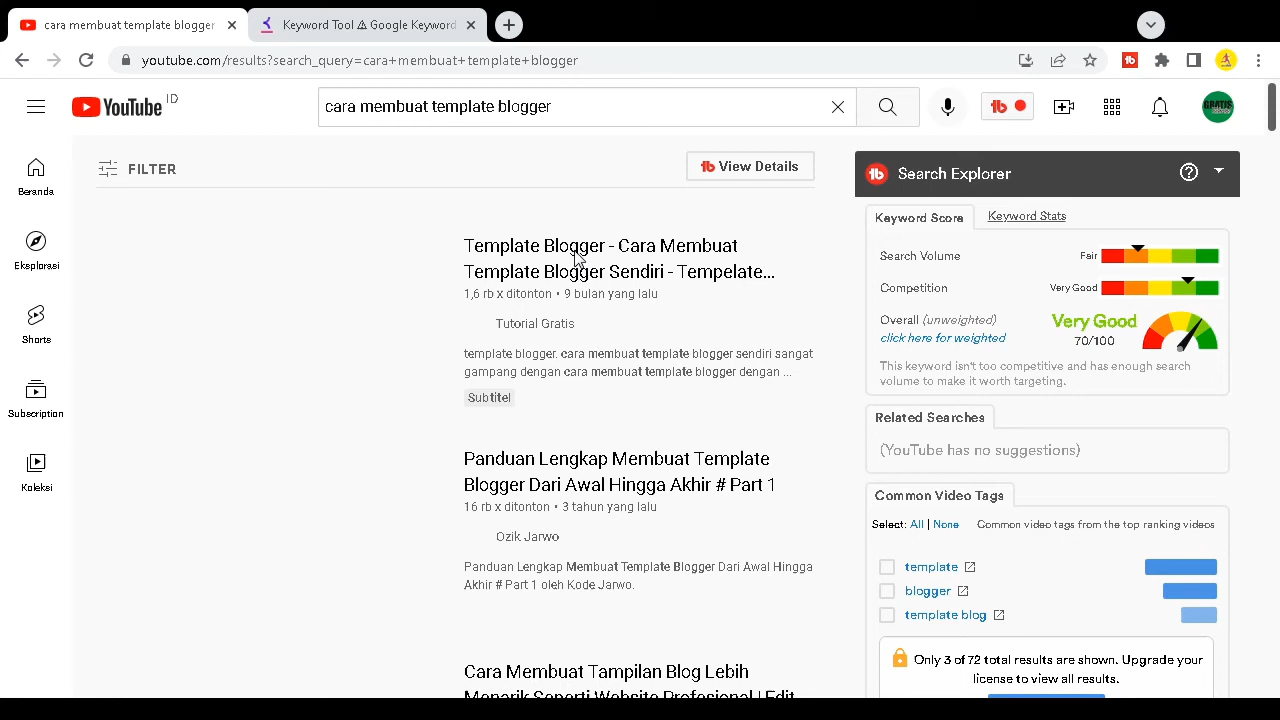 cara membuat template blogger
Keyword Tool ⚠ Google Keyword
youtube.com/results?search_query=cara+membuat+template+blogger
YouTube ID
cara membuat template blogger
tb
GRATIS
Beranda
Eksplorasi
Shorts
Subscription
Koleksi
FILTER
tb View Details
Template Blogger - Cara Membuat
Template Blogger Sendiri - Tempelate...
1,6 rb x ditonton • 9 bulan yang lalu
Tutorial Gratis
template blogger. cara membuat template blogger sendiri sangat
gampang dengan cara membuat template blogger dengan ...
Subtitel
Panduan Lengkap Membuat Template
Blogger Dari Awal Hingga Akhir # Part 1
16 rb x ditonton • 3 tahun yang lalu
Ozik Jarwo
Panduan Lengkap Membuat Template Blogger Dari Awal Hingga
Akhir # Part 1 oleh Kode Jarwo.
Cara Membuat Tampilan Blog Lebih
Menarik Seperti Website Profesional | Edit
tb Search Explorer
Keyword Score Keyword Stats
Search Volume Fair
Competition Very Good
Overall (unweighted) Very Good
click here for weighted 70/100
This keyword isn't too competitive and has enough search
volume to make it worth targeting.
Related Searches
(YouTube has no suggestions)
Common Video Tags
Select: All | None Common video tags from the top ranking videos
template
blogger
template blog
Only 3 of 72 total results are shown. Upgrade your
license to view all results.